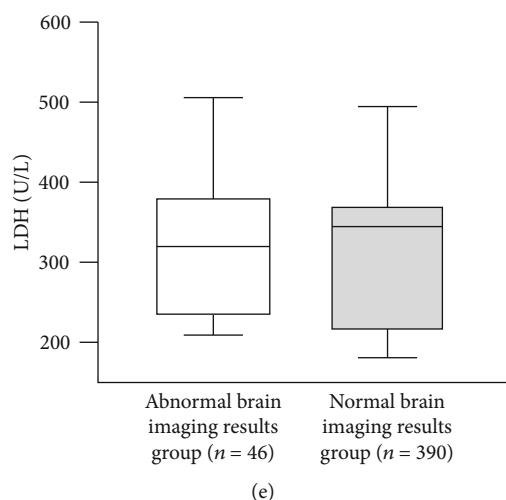 600
500
400
300
200
LDH (U/L)
Abnormal brain
imaging results
group (n = 46)
Normal brain
imaging results
group (n = 390)
(e)